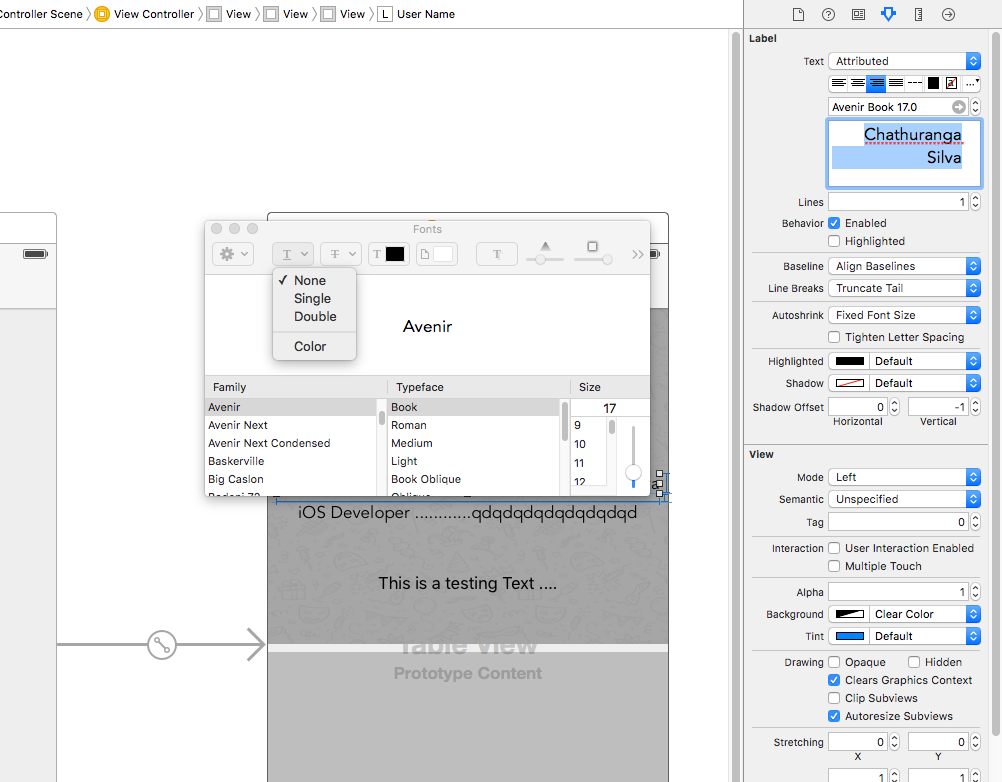 ontroller Scene View Controller View View View L User Name
Label
Text Attributed
Avenir Book 17.0
Chathuranga
Silva
Lines 1
Behavior Enabled
Highlighted
Baseline Align Baselines
Line Breaks Truncate Tail
Autoshrink Fixed Font Size
Tighten Letter Spacing
Highlighted Default
Shadow Default
Shadow Offset 0 -1
Horizontal Vertical
View
Mode Left
Semantic Unspecified
Tag 0
Interaction User Interaction Enabled
Multiple Touch
Alpha 1
Background Clear Color
Tint Default
Drawing Opaque Hidden
Clears Graphics Context
Clip Subviews
Autoresize Subviews
Stretching 0 0
X Y
1 1
Fonts
T T T T
None
Single
Double
Color
Avenir
Family Typeface Size
Avenir Book 17
Avenir Next Roman 9
Avenir Next Condensed Medium 10
Baskerville Light 11
Big Caslon Book Oblique 12
Bodoni 72 Oblique
a
iOS Developer ............qdqdqdqdqdqdqdqd
This is a testing Text ....
Table View
Prototype Content